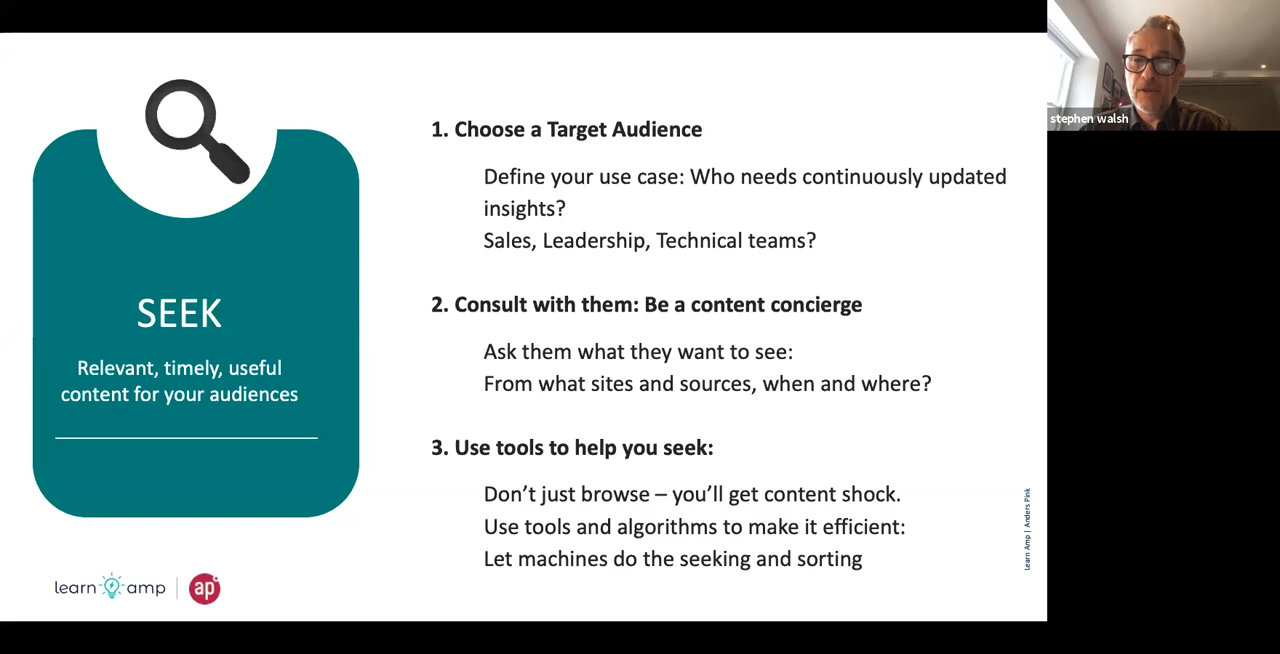 stephen walsh
1. Choose a Target Audience
Define your use case: Who needs continuously updated
insights?
Sales, Leadership, Technical teams?
SEEK
Relevant, timely, useful
content for your audiences
2. Consult with them: Be a content concierge
Ask them what they want to see:
From what sites and sources, when and where?
3. Use tools to help you seek:
Don’t just browse – you’ll get content shock.
Use tools and algorithms to make it efficient:
Let machines do the seeking and sorting
Learn Amp | Anders Pink
learn amp
ap